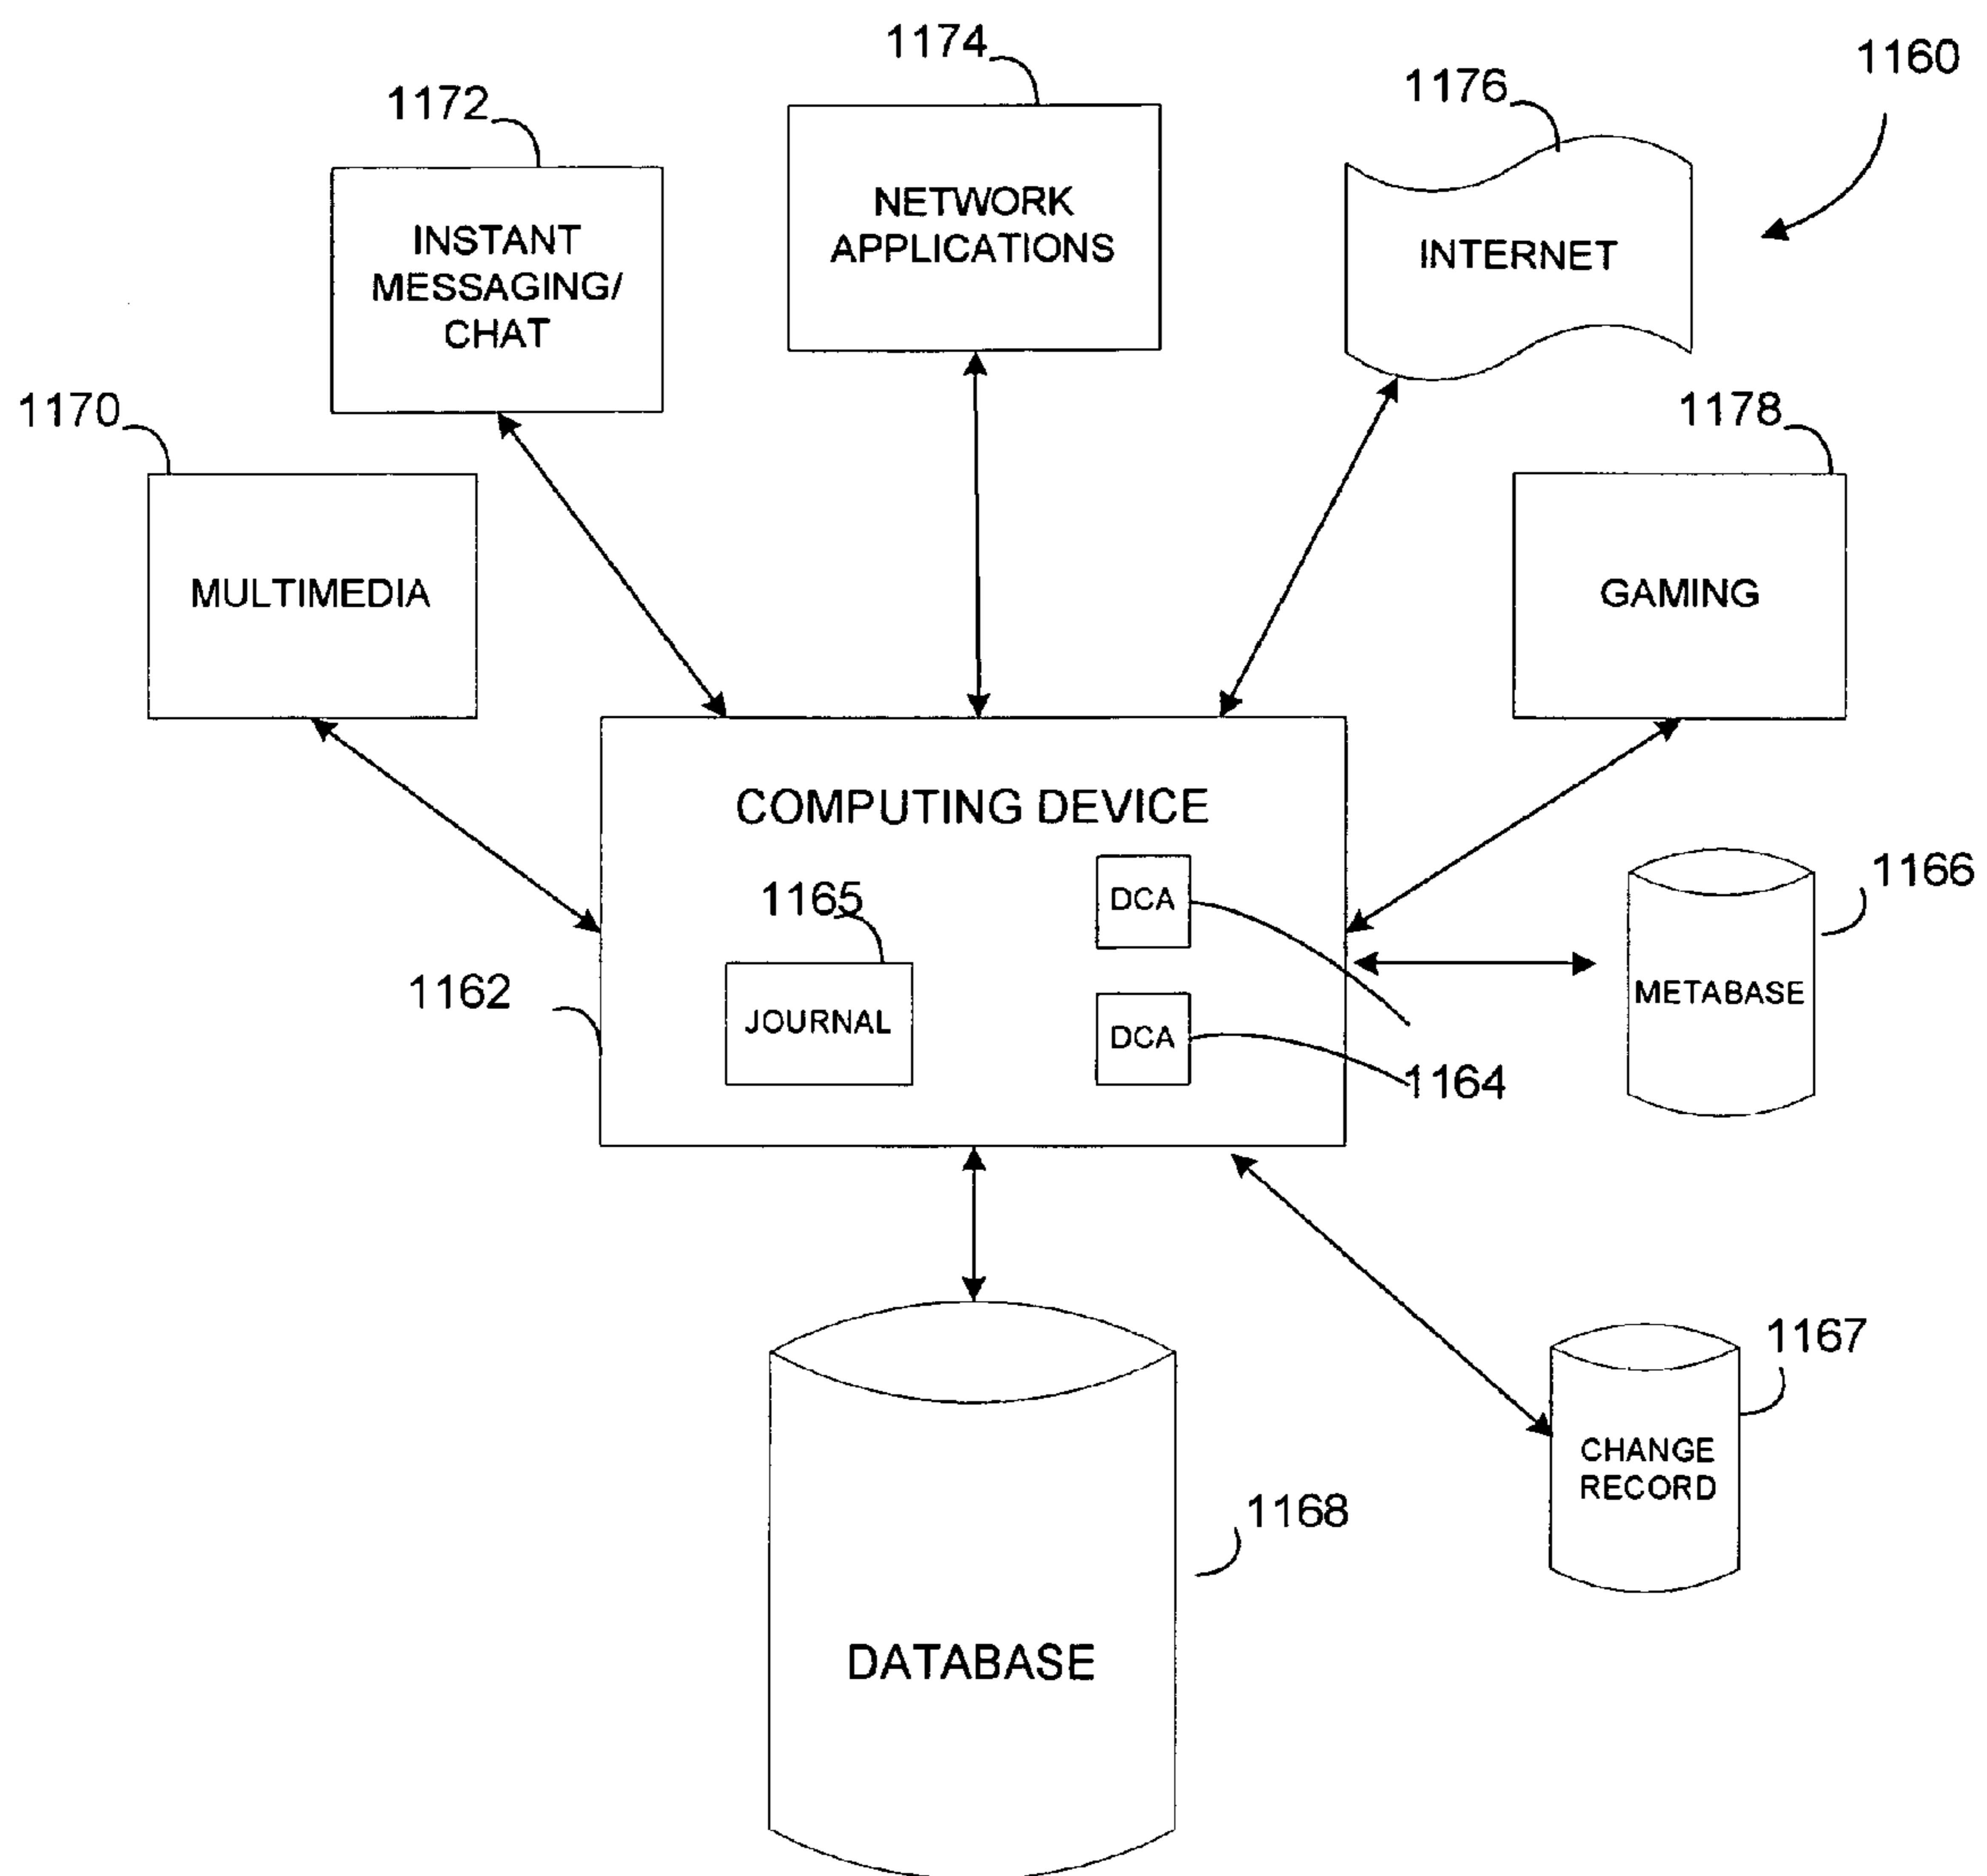 1174
1160
1176
1172
NETWORK
APPLICATIONS
INSTANT
MESSAGING/
CHAT
INTERNET
1170
1178
MULTIMEDIA
GAMING
COMPUTING DEVICE
1166
DCA
1165
METABASE
1162
JOURNAL
DCA
1164
1167
CHANGE
RECORD
1168
DATABASE